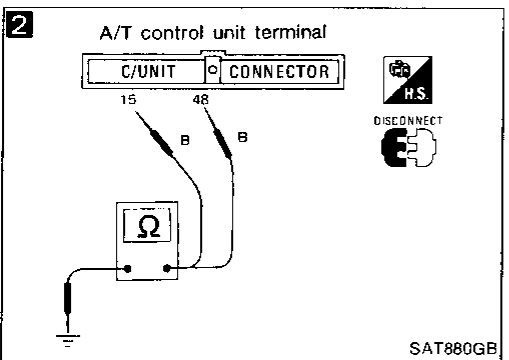 2
A/T control unit terminal
C/UNIT CONNECTOR
H.S.
15 48
DISCONNECT
B B
Ω
SAT880GB